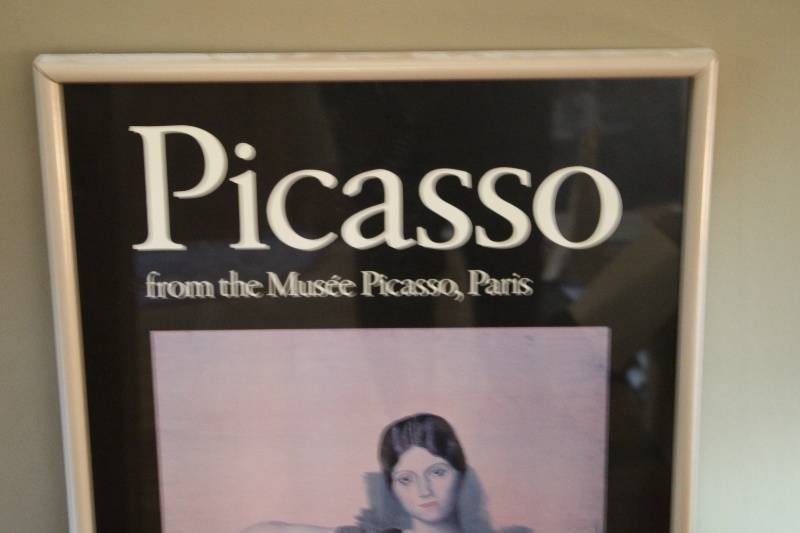 Picasso
from the Musée Picasso, Paris